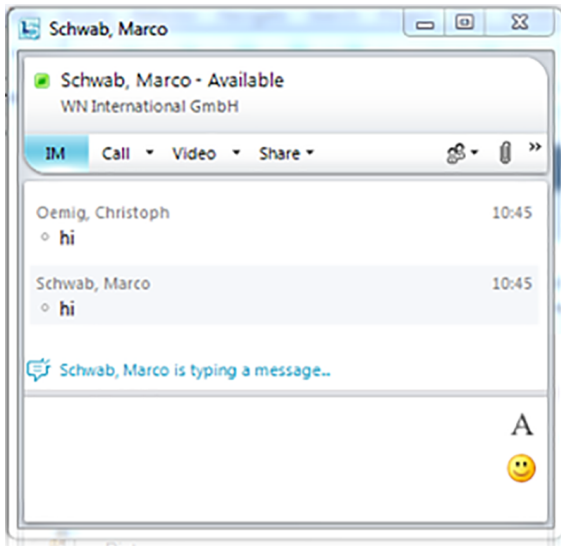 Schwab, Marco
Schwab, Marco - Available
WN International GmbH
IM Call Video Share
Oemig, Christoph 10:45
hi
Schwab, Marco 10:45
hi
Schwab, Marco is typing a message..
A